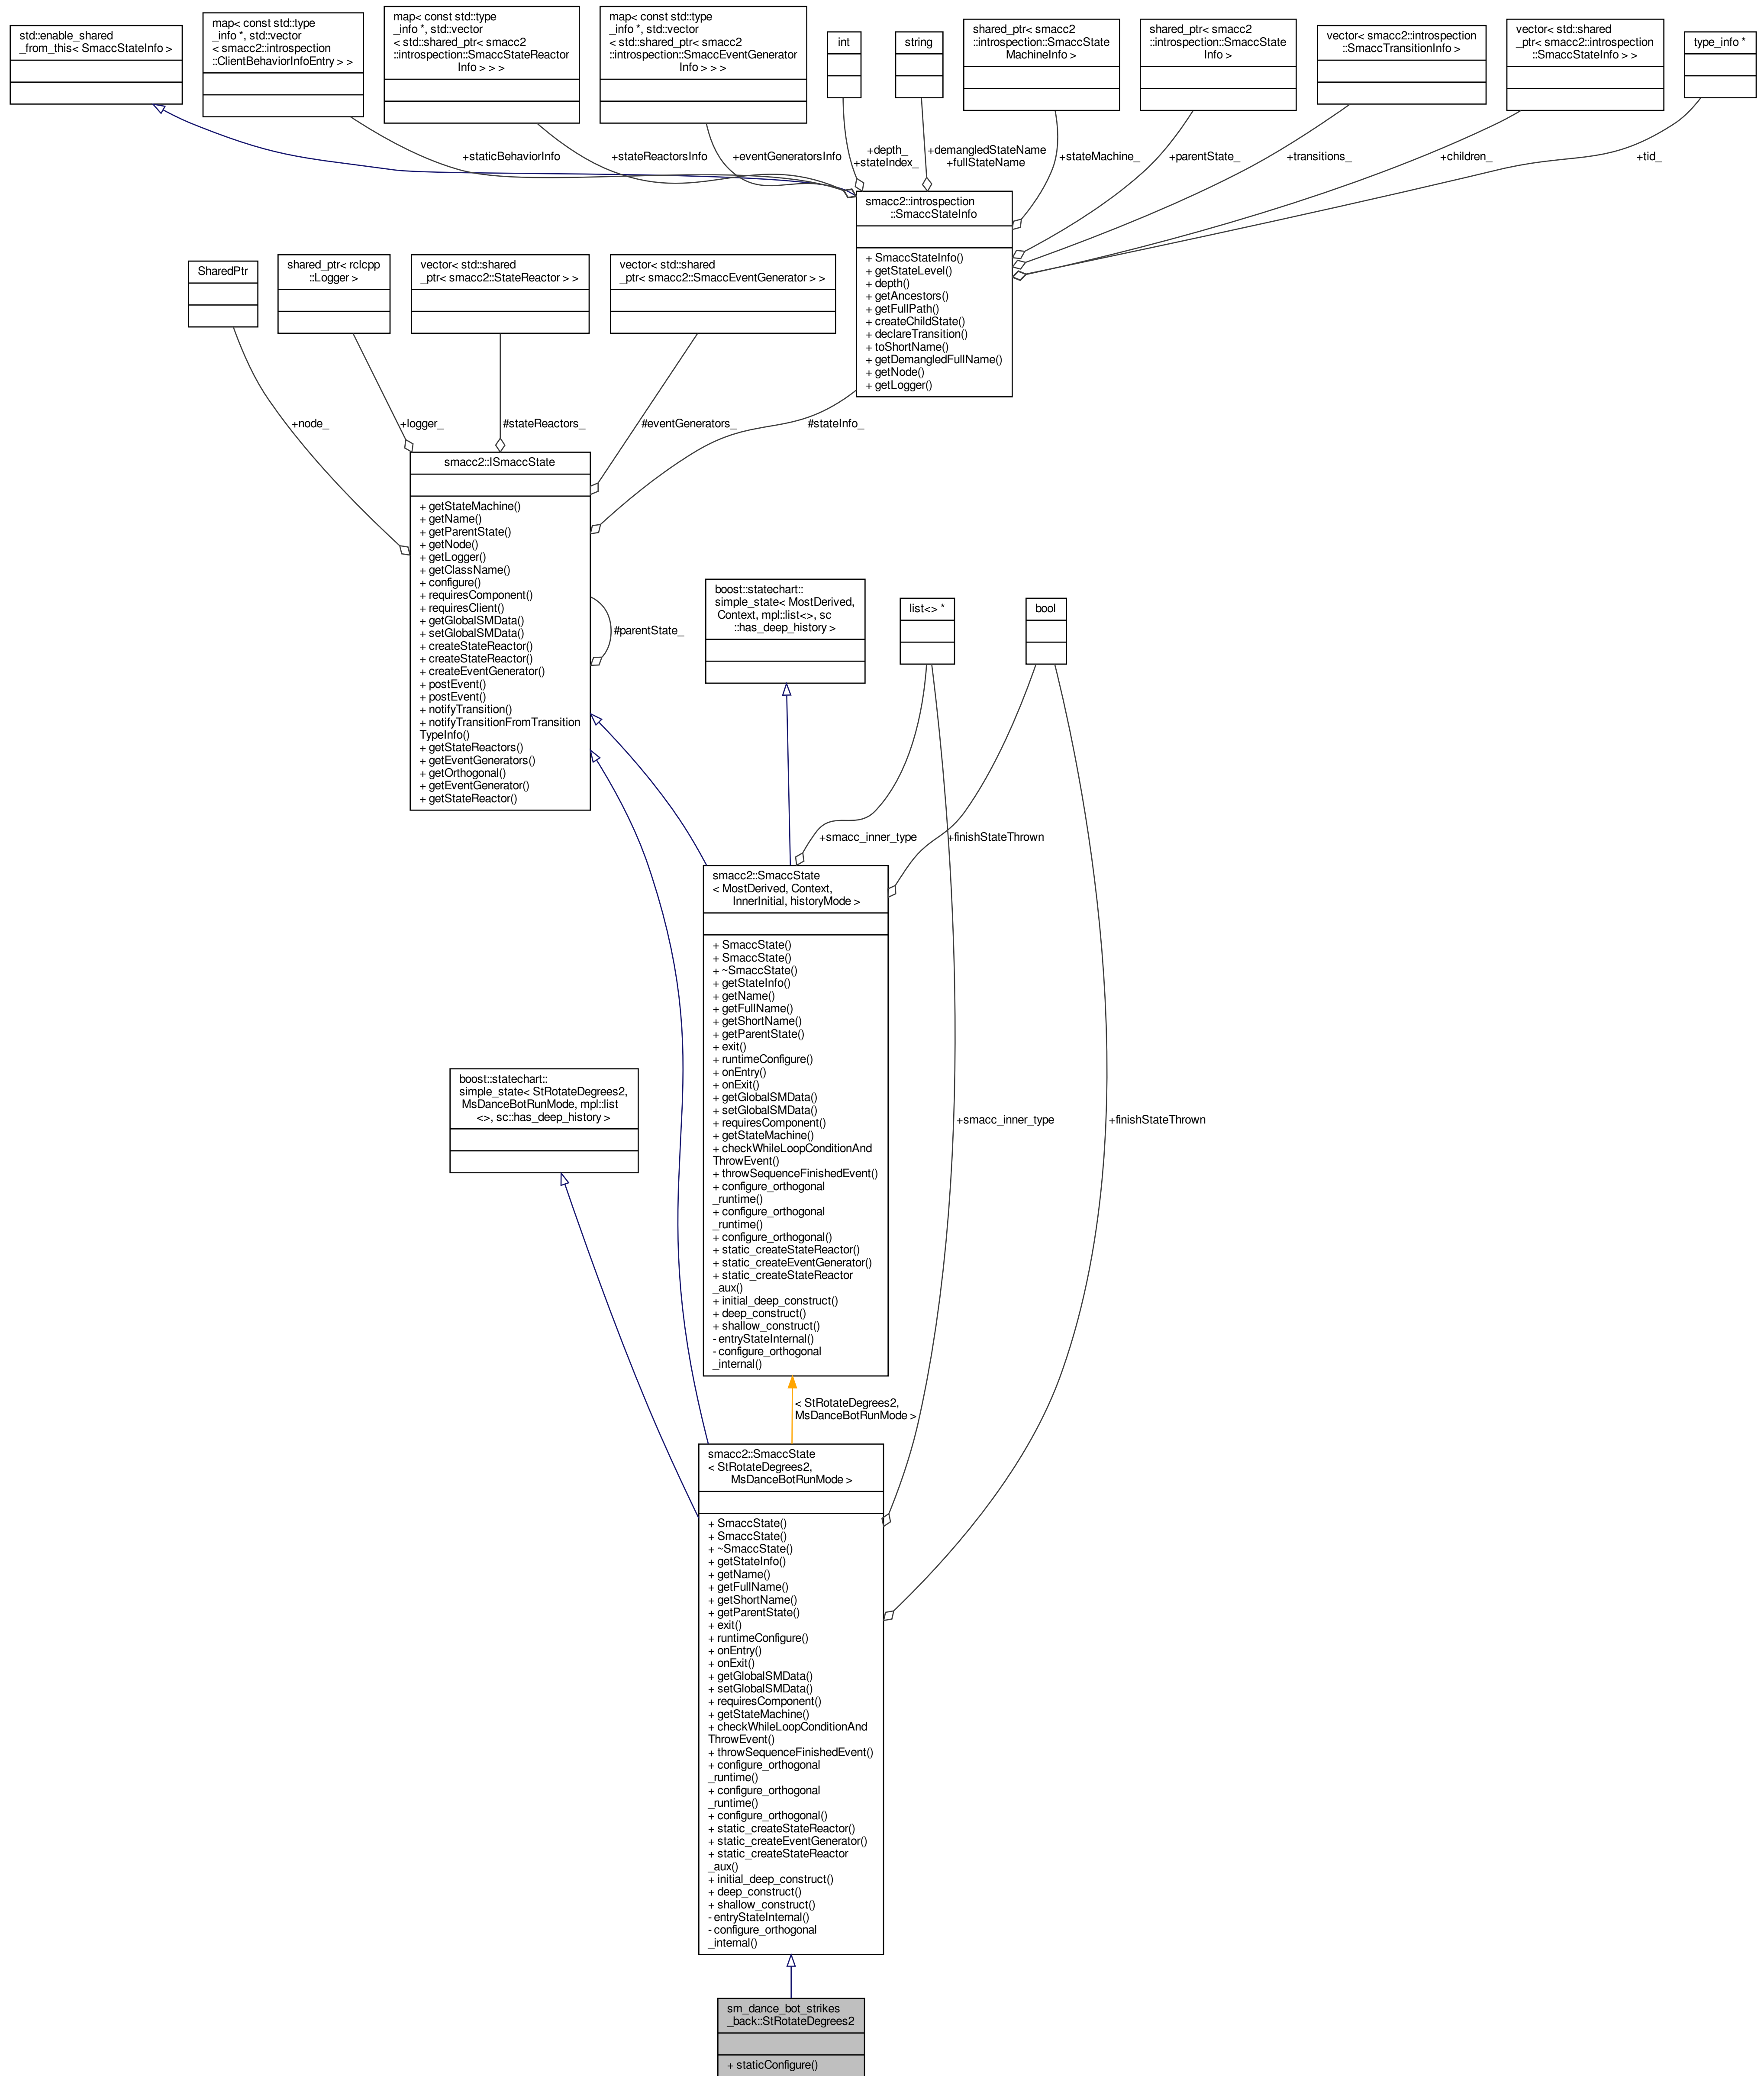 std::enable_shared
_from_this< SmaccStateInfo >
map< const std::type
_info *, std::vector
< smacc2::introspection
::ClientBehaviorInfoEntry > >
map< const std::type
_info *, std::vector
< std::shared_ptr< smacc2
::introspection::SmaccStateReactor
Info > > >
map< const std::type
_info *, std::vector
< std::shared_ptr< smacc2
::introspection::SmaccEventGenerator
Info > > >
int
string
shared_ptr< smacc2
::introspection::SmaccState
MachineInfo >
shared_ptr< smacc2
::introspection::SmaccState
Info >
vector< smacc2::introspection
::SmaccTransitionInfo >
vector< std::shared
_ptr< smacc2::introspection
::SmaccStateInfo > >
type_info *
+staticBehaviorInfo
+stateReactorsInfo
+eventGeneratorsInfo
+depth_
+stateIndex_
+demangledStateName
+fullStateName
+stateMachine_
+parentState_
+transitions_
+children_
+tid_
smacc2::introspection
::SmaccStateInfo
+ SmaccStateInfo()
+ getStateLevel()
+ depth()
+ getAncestors()
+ getFullPath()
+ createChildState()
+ declareTransition()
+ toShortName()
+ getDemangledFullName()
+ getNode()
+ getLogger()
SharedPtr
shared_ptr< rclcpp
::Logger >
vector< std::shared
_ptr< smacc2::StateReactor > >
vector< std::shared
_ptr< smacc2::SmaccEventGenerator > >
+node_
+logger_
#stateReactors_
#eventGenerators_
#stateInfo_
smacc2::ISmaccState
+ getStateMachine()
+ getName()
+ getParentState()
+ getNode()
+ getLogger()
+ getClassName()
+ configure()
+ requiresComponent()
+ requiresClient()
+ getGlobalSMData()
+ setGlobalSMData()
+ createStateReactor()
+ createStateReactor()
+ createEventGenerator()
+ postEvent()
+ postEvent()
+ notifyTransition()
+ notifyTransitionFromTransition
TypeInfo()
+ getStateReactors()
+ getEventGenerators()
+ getOrthogonal()
+ getEventGenerator()
+ getStateReactor()
#parentState_
boost::statechart::
simple_state< MostDerived,
Context, mpl::list<>, sc
::has_deep_history >
list<> *
bool
+smacc_inner_type
+finishStateThrown
smacc2::SmaccState
< MostDerived, Context,
InnerInitial, historyMode >
+ SmaccState()
+ SmaccState()
+ ~SmaccState()
+ getStateInfo()
+ getName()
+ getFullName()
+ getShortName()
+ getParentState()
+ exit()
+ runtimeConfigure()
+ onEntry()
+ onExit()
+ getGlobalSMData()
+ setGlobalSMData()
+ requiresComponent()
+ getStateMachine()
+ checkWhileLoopConditionAnd
ThrowEvent()
+ throwSequenceFinishedEvent()
+ configure_orthogonal
_runtime()
+ configure_orthogonal
_runtime()
+ configure_orthogonal()
+ static_createStateReactor()
+ static_createEventGenerator()
+ static_createStateReactor
_aux()
+ initial_deep_construct()
+ deep_construct()
+ shallow_construct()
- entryStateInternal()
- configure_orthogonal
_internal()
boost::statechart::
simple_state< StRotateDegrees2,
MsDanceBotRunMode, mpl::list
<>, sc::has_deep_history >
+smacc_inner_type
+finishStateThrown
< StRotateDegrees2,
MsDanceBotRunMode >
smacc2::SmaccState
< StRotateDegrees2,
MsDanceBotRunMode >
+ SmaccState()
+ SmaccState()
+ ~SmaccState()
+ getStateInfo()
+ getName()
+ getFullName()
+ getShortName()
+ getParentState()
+ exit()
+ runtimeConfigure()
+ onEntry()
+ onExit()
+ getGlobalSMData()
+ setGlobalSMData()
+ requiresComponent()
+ getStateMachine()
+ checkWhileLoopConditionAnd
ThrowEvent()
+ throwSequenceFinishedEvent()
+ configure_orthogonal
_runtime()
+ configure_orthogonal
_runtime()
+ configure_orthogonal()
+ static_createStateReactor()
+ static_createEventGenerator()
+ static_createStateReactor
_aux()
+ initial_deep_construct()
+ deep_construct()
+ shallow_construct()
- entryStateInternal()
- configure_orthogonal
_internal()
sm_dance_bot_strikes
_back::StRotateDegrees2
+ staticConfigure()